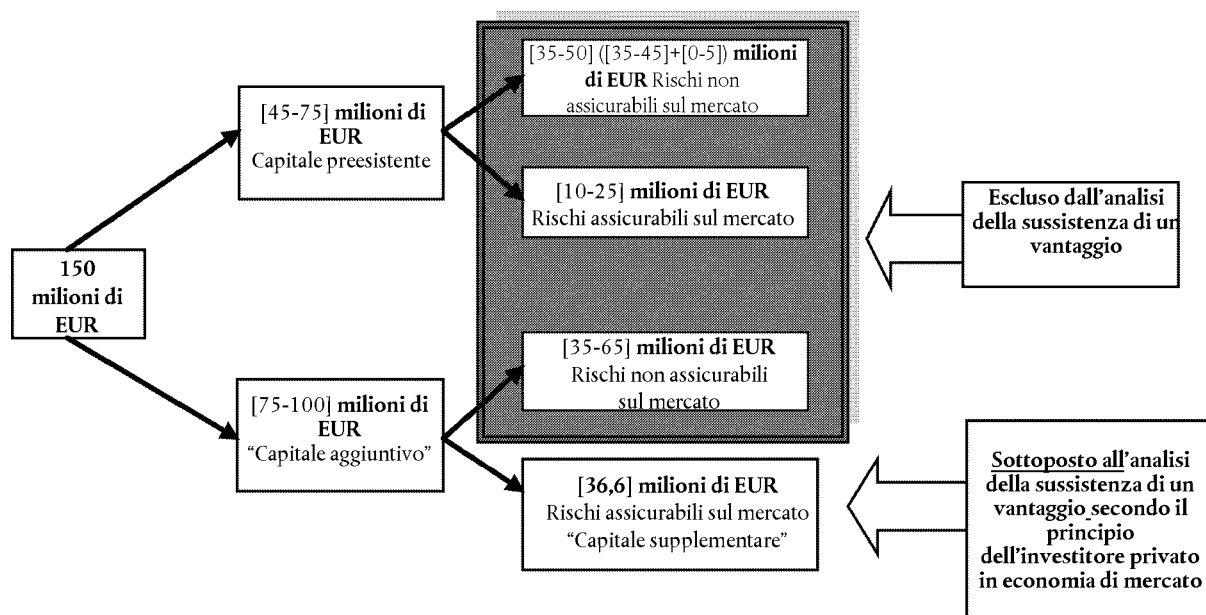 [35-50] ([35-45]+[0-5]) milioni
di EUR Rischi non
assicurabili sul mercato
[45-75] milioni di
EUR
Capitale preesistente
[10-25] milioni di EUR
Rischi assicurabili sul mercato
Escluso dall'analisi
della sussistenza di un
vantaggio
150
milioni di
EUR
[35-65] milioni di EUR
Rischi non assicurabili
sul mercato
[75-100] milioni di
EUR
“Capitale aggiuntivo”
[36,6] milioni di EUR
Rischi assicurabili sul mercato
“Capitale supplementare”
Sottoposto all'analisi
della sussistenza di un
vantaggio secondo il
principio
dell'investitore privato
in economia di mercato